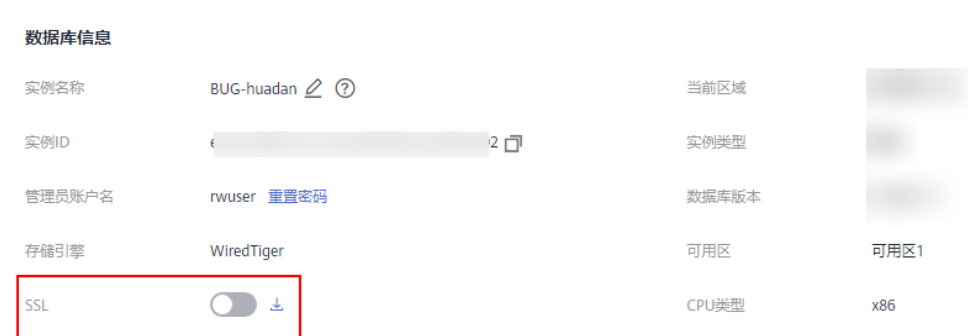 数据库信息
实例名称 BUG-huadan 当前区域
实例ID 实例类型
管理员账户名 rwuser 重置密码 数据库版本
存储引擎 WiredTiger 可用区 可用区1
SSL CPU类型 x86